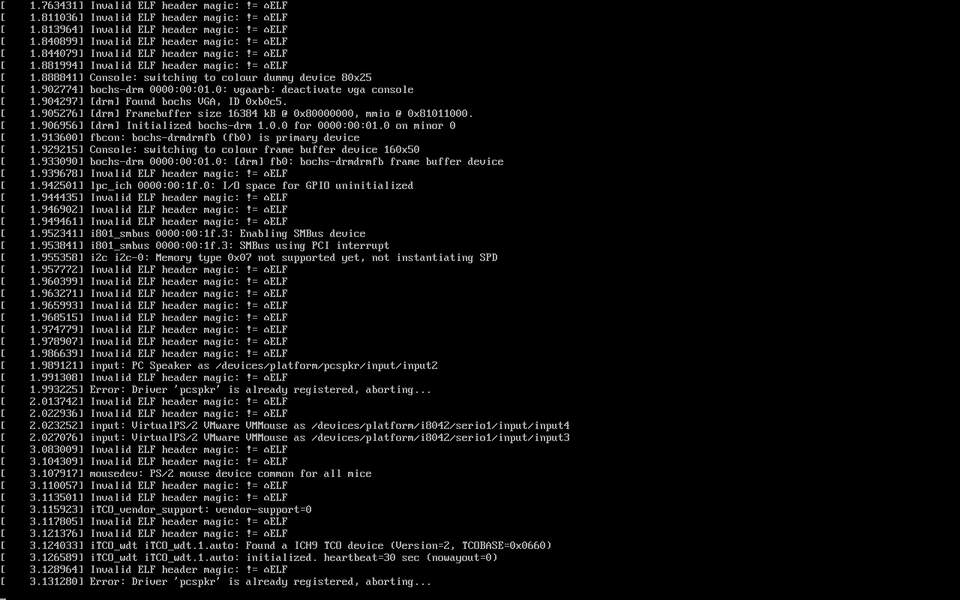 [    1.763431] Invalid ELF header magic: != ⌂ELF
[    1.811036] Invalid ELF header magic: != ⌂ELF
[    1.813964] Invalid ELF header magic: != ⌂ELF
[    1.840899] Invalid ELF header magic: != ⌂ELF
[    1.844079] Invalid ELF header magic: != ⌂ELF
[    1.881994] Invalid ELF header magic: != ⌂ELF
[    1.888841] Console: switching to colour dummy device 80x25
[    1.902774] bochs-drm 0000:00:01.0: vgaarb: deactivate vga console
[    1.904297] [drm] Found bochs VGA, ID 0xb0c5.
[    1.905276] [drm] Framebuffer size 16384 kB @ 0x80000000, mmio @ 0x81011000.
[    1.906956] [drm] Initialized bochs-drm 1.0.0 for 0000:00:01.0 on minor 0
[    1.913600] fbcon: bochs-drmdrmfb (fb0) is primary device
[    1.929215] Console: switching to colour frame buffer device 160x50
[    1.933090] bochs-drm 0000:00:01.0: [drm] fb0: bochs-drmdrmfb frame buffer device
[    1.939678] Invalid ELF header magic: != ⌂ELF
[    1.942501] lpc_ich 0000:00:1f.0: I/O space for GPIO uninitialized
[    1.944435] Invalid ELF header magic: != ⌂ELF
[    1.946902] Invalid ELF header magic: != ⌂ELF
[    1.949461] Invalid ELF header magic: != ⌂ELF
[    1.952341] i801_smbus 0000:00:1f.3: Enabling SMBus device
[    1.953841] i801_smbus 0000:00:1f.3: SMBus using PCI interrupt
[    1.955358] i2c i2c-0: Memory type 0x07 not supported yet, not instantiating SPD
[    1.957772] Invalid ELF header magic: != ⌂ELF
[    1.960399] Invalid ELF header magic: != ⌂ELF
[    1.963271] Invalid ELF header magic: != ⌂ELF
[    1.965993] Invalid ELF header magic: != ⌂ELF
[    1.968515] Invalid ELF header magic: != ⌂ELF
[    1.974779] Invalid ELF header magic: != ⌂ELF
[    1.978907] Invalid ELF header magic: != ⌂ELF
[    1.986639] Invalid ELF header magic: != ⌂ELF
[    1.989121] input: PC Speaker as /devices/platform/pcspkr/input/input2
[    1.991308] Invalid ELF header magic: != ⌂ELF
[    1.993225] Error: Driver 'pcspkr' is already registered, aborting...
[    2.013742] Invalid ELF header magic: != ⌂ELF
[    2.022936] Invalid ELF header magic: != ⌂ELF
[    2.023252] input: VirtualPS/2 VMware VMMouse as /devices/platform/i8042/serio1/input/input4
[    2.027076] input: VirtualPS/2 VMware VMMouse as /devices/platform/i8042/serio1/input/input3
[    3.083009] Invalid ELF header magic: != ⌂ELF
[    3.104309] Invalid ELF header magic: != ⌂ELF
[    3.107917] mousedev: PS/2 mouse device common for all mice
[    3.110057] Invalid ELF header magic: != ⌂ELF
[    3.113501] Invalid ELF header magic: != ⌂ELF
[    3.115923] iTCO_vendor_support: vendor-support=0
[    3.117805] Invalid ELF header magic: != ⌂ELF
[    3.121376] Invalid ELF header magic: != ⌂ELF
[    3.124033] iTCO_wdt iTCO_wdt.1.auto: Found a ICH9 TCO device (Version=2, TCOBASE=0x0660)
[    3.126589] iTCO_wdt iTCO_wdt.1.auto: initialized. heartbeat=30 sec (nowayout=0)
[    3.128964] Invalid ELF header magic: != ⌂ELF
[    3.131280] Error: Driver 'pcspkr' is already registered, aborting...